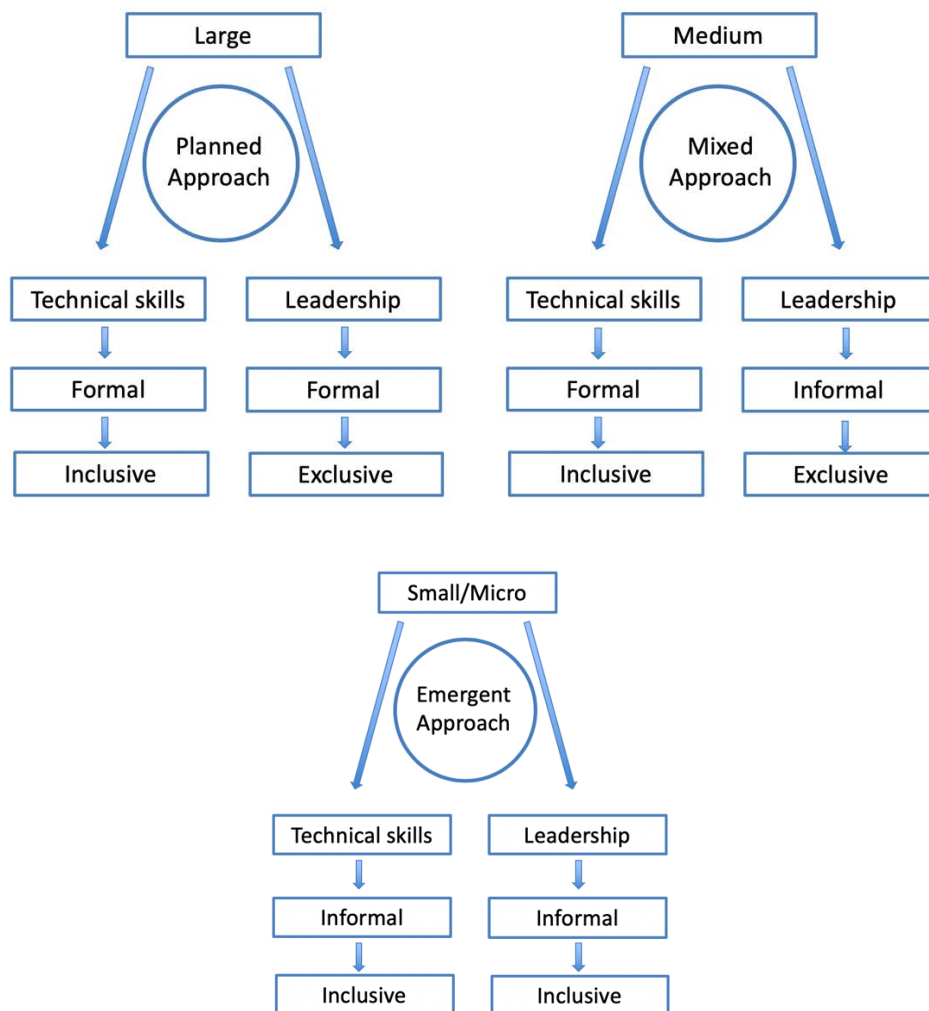 Large
Planned
Approach
Technical skills
Leadership
Formal
Formal
Inclusive
Exclusive
Medium
Mixed
Approach
Technical skills
Leadership
Formal
Informal
Inclusive
Exclusive
Small/Micro
Emergent
Approach
Technical skills
Leadership
Informal
Informal
Inclusive
Inclusive